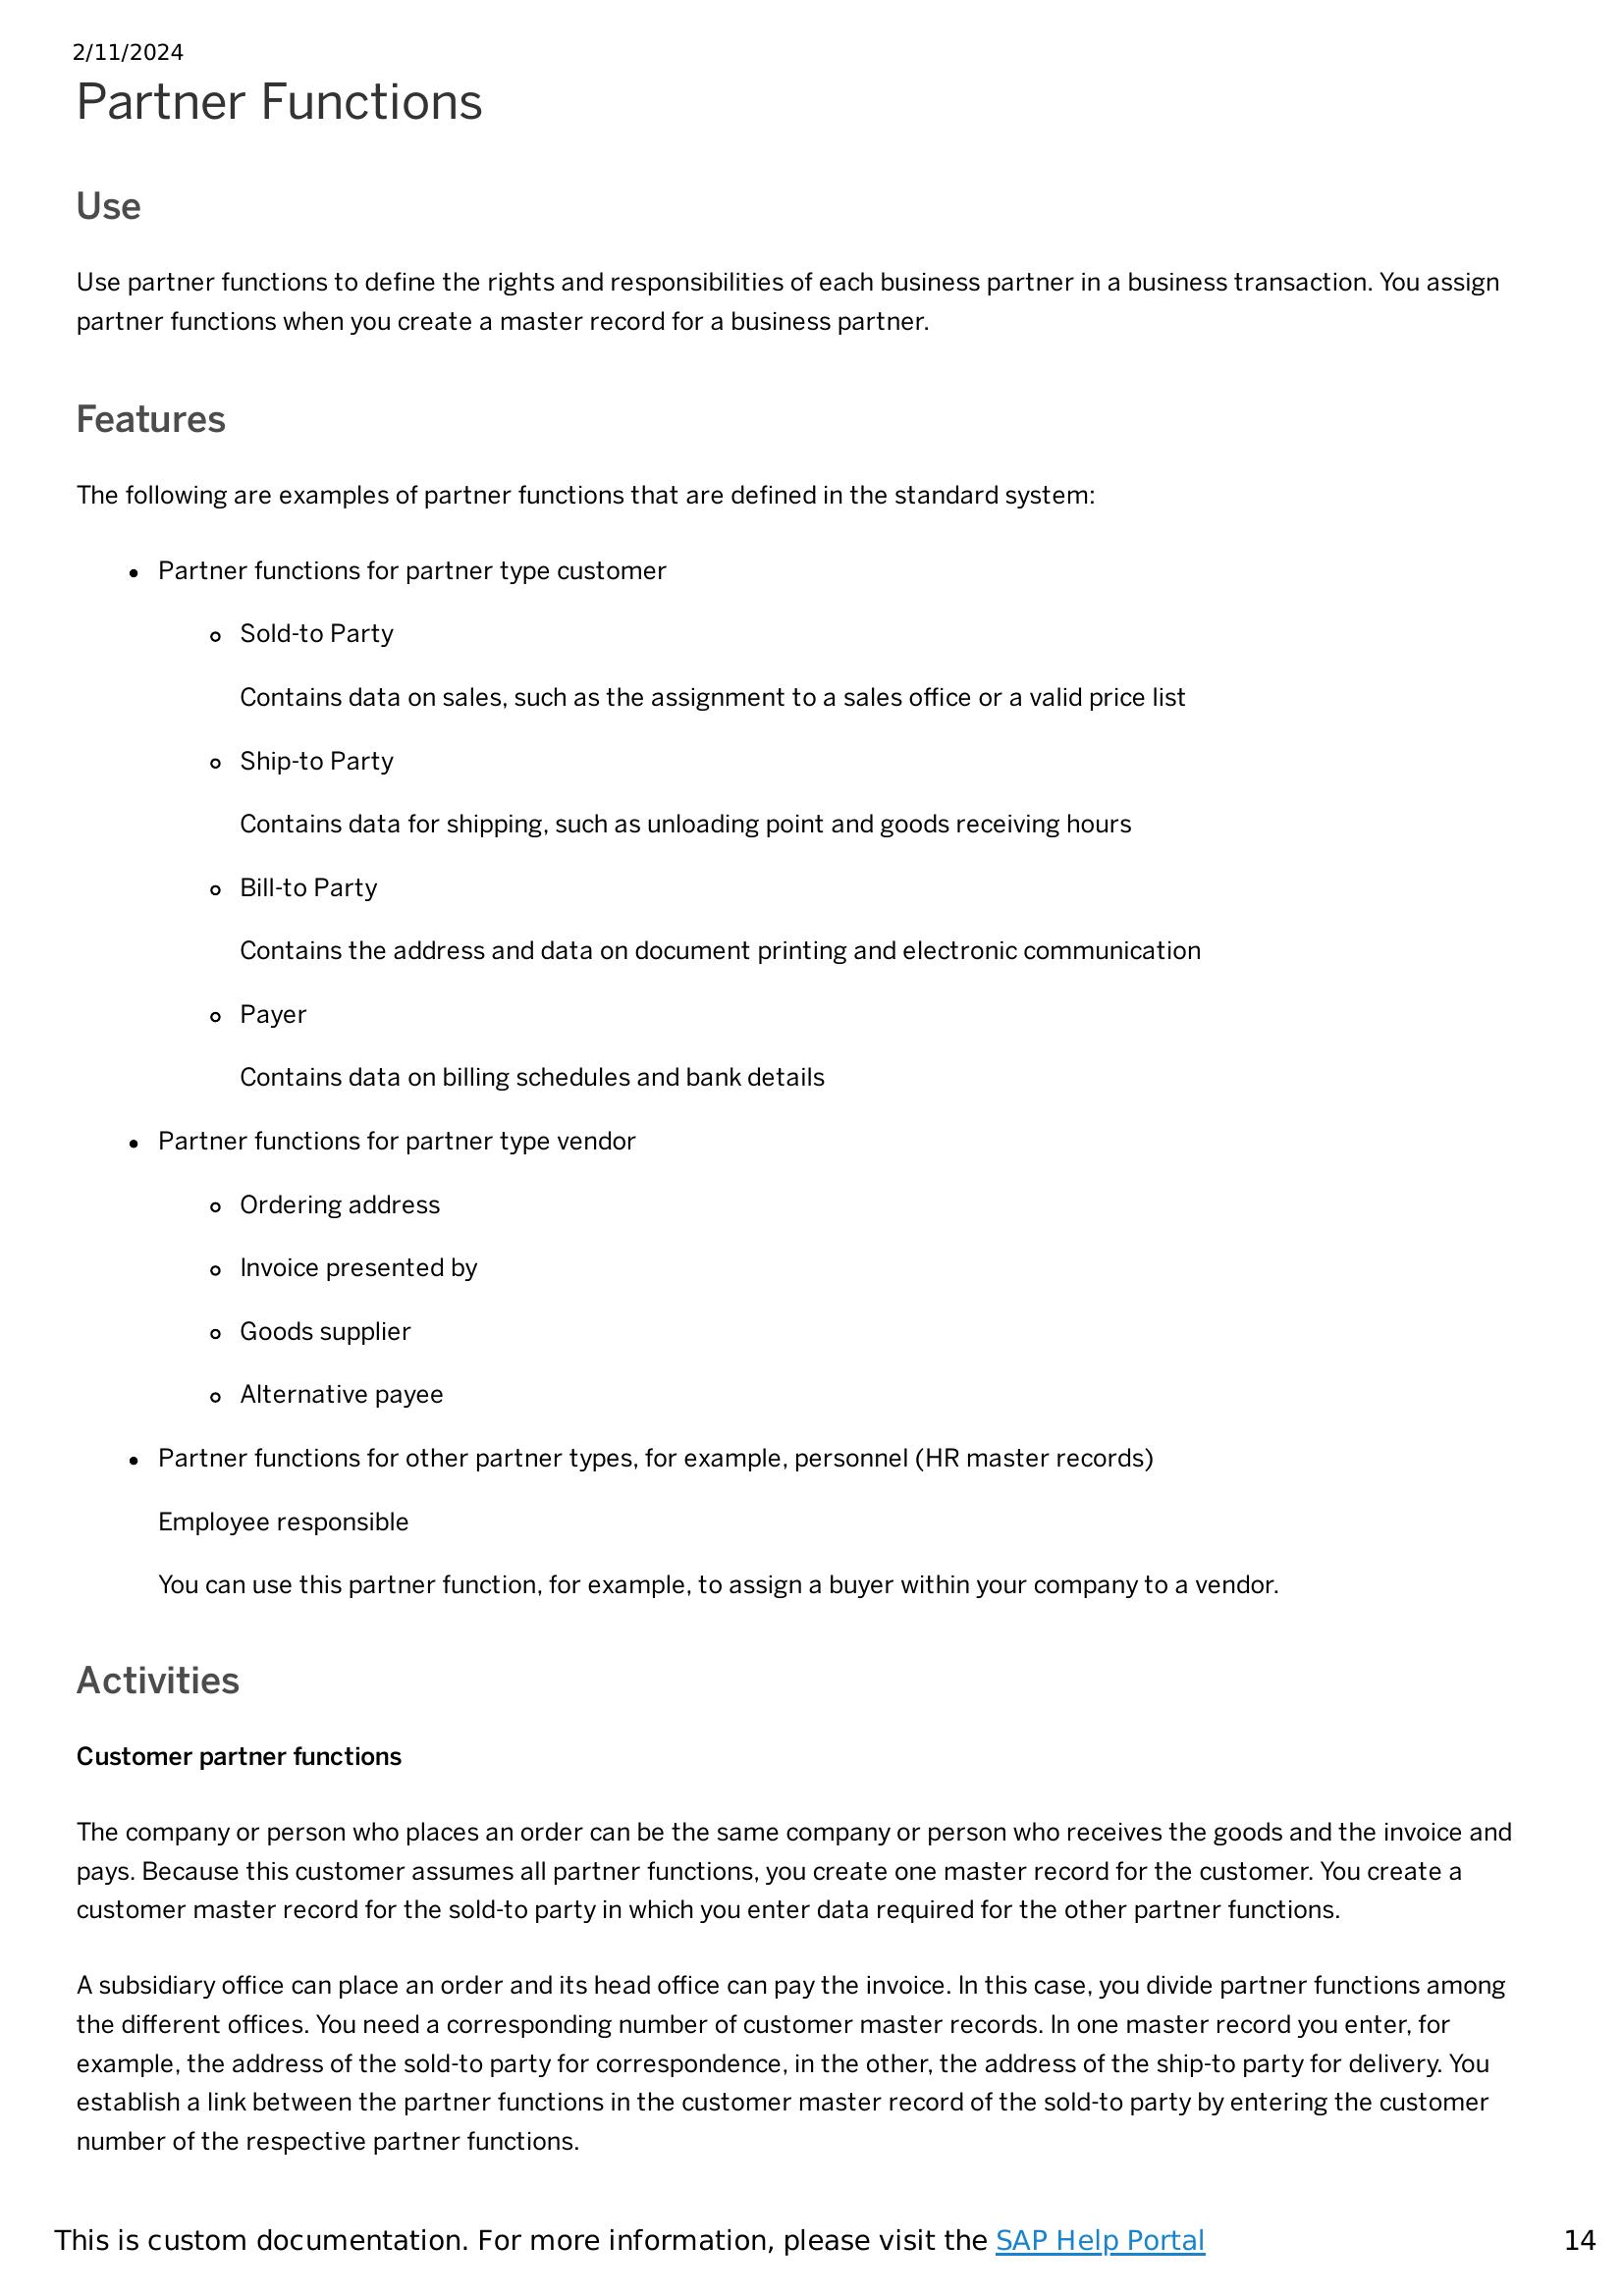 2/11/2024
Partner Functions
Use
Use partner functions to define the rights and responsibilities of each business partner in a business transaction. You assign
partner functions when you create a master record for a business partner.
Features
The following are examples of partner functions that are defined in the standard system:
• Partner functions for partner type customer
o Sold-to Party
Contains data on sales, such as the assignment to a sales office or a valid price list
o Ship-to Party
Contains data for shipping, such as unloading point and goods receiving hours
o Bill-to Party
Contains the address and data on document printing and electronic communication
o Payer
Contains data on billing schedules and bank details
• Partner functions for partner type vendor
o Ordering address
o Invoice presented by
o Goods supplier
o Alternative payee
• Partner functions for other partner types, for example, personnel (HR master records)
Employee responsible
You can use this partner function, for example, to assign a buyer within your company to a vendor.
Activities
Customer partner functions
The company or person who places an order can be the same company or person who receives the goods and the invoice and
pays. Because this customer assumes all partner functions, you create one master record for the customer. You create a
customer master record for the sold-to party in which you enter data required for the other partner functions.
A subsidiary office can place an order and its head office can pay the invoice. In this case, you divide partner functions among
the different offices. You need a corresponding number of customer master records. In one master record you enter, for
example, the address of the sold-to party for correspondence, in the other, the address of the ship-to party for delivery. You
establish a link between the partner functions in the customer master record of the sold-to party by entering the customer
number of the respective partner functions.
This is custom documentation. For more information, please visit the SAP Help Portal 14